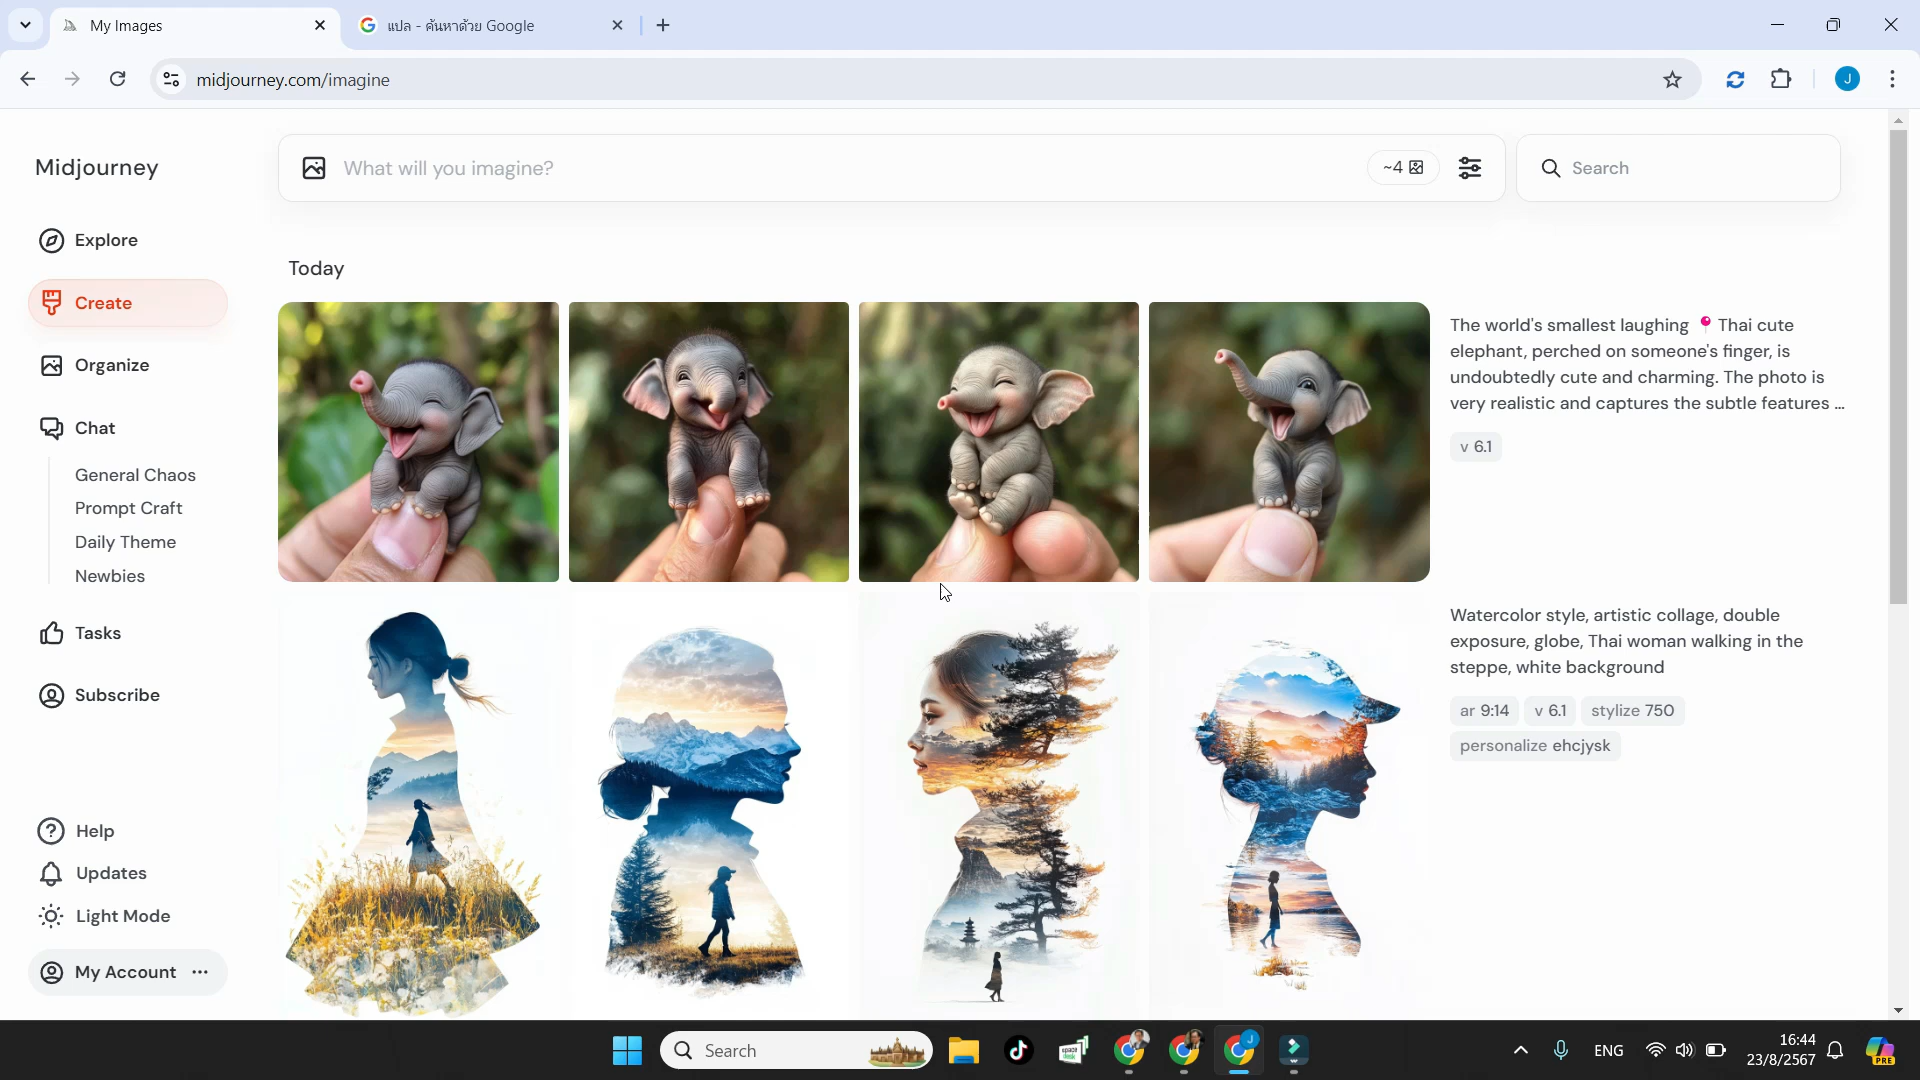 My Images
แปล - ค้นหาด้วย Google
midjourney.com/imagine
J
Midjourney
What will you imagine?
~4
Search
Explore
Create
Organize
Chat
General Chaos
Prompt Craft
Daily Theme
Newbies
Tasks
Subscribe
Help
Updates
Light Mode
My Account
Today
The world's smallest laughing 📍 Thai cute
elephant, perched on someone's finger, is
undoubtedly cute and charming. The photo is
very realistic and captures the subtle features ...
v 6.1
Watercolor style, artistic collage, double
exposure, globe, Thai woman walking in the
steppe, white background
ar 9:14 v 6.1 stylize 750
personalize ehcjysk
Search
space
desk
J
ENG
16:44
23/8/2567
PRE